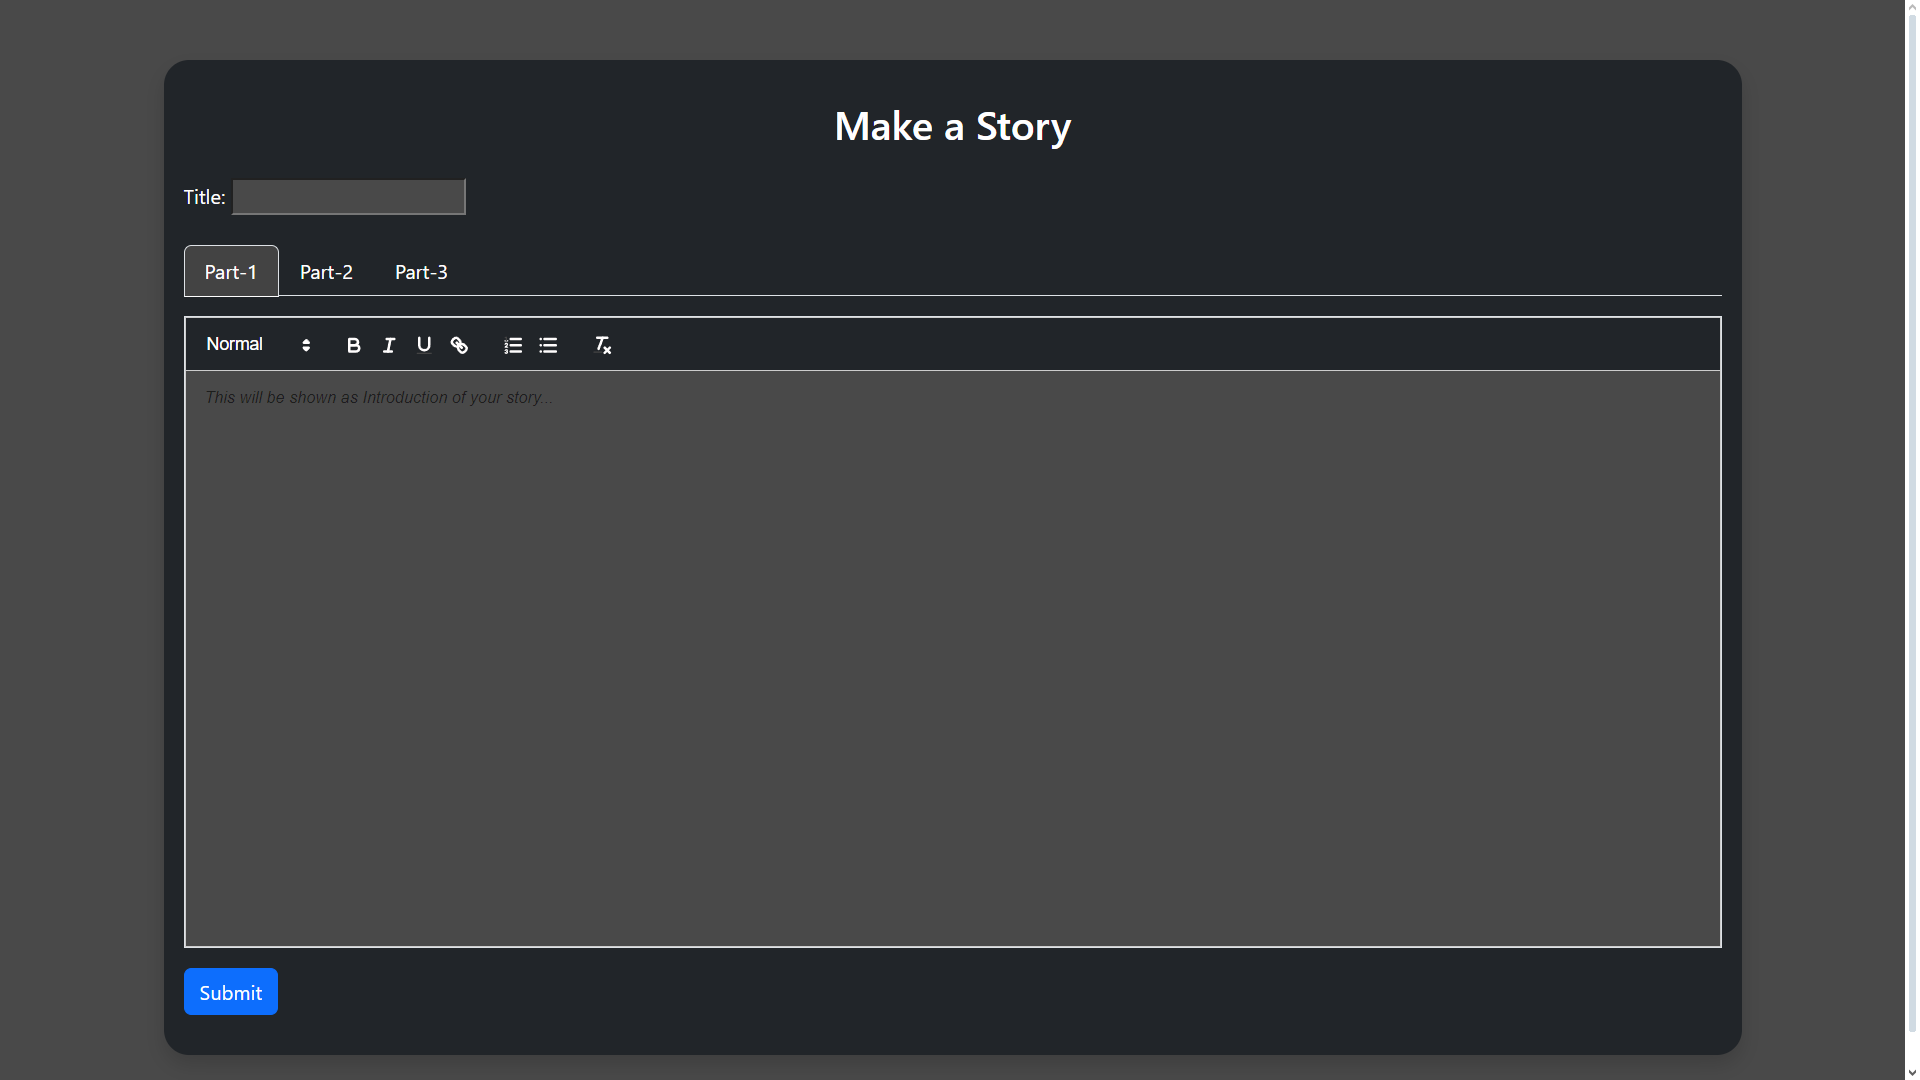 Make a Story
Title:
Part-1 Part-2 Part-3
Normal
This will be shown as Introduction of your story...
Submit